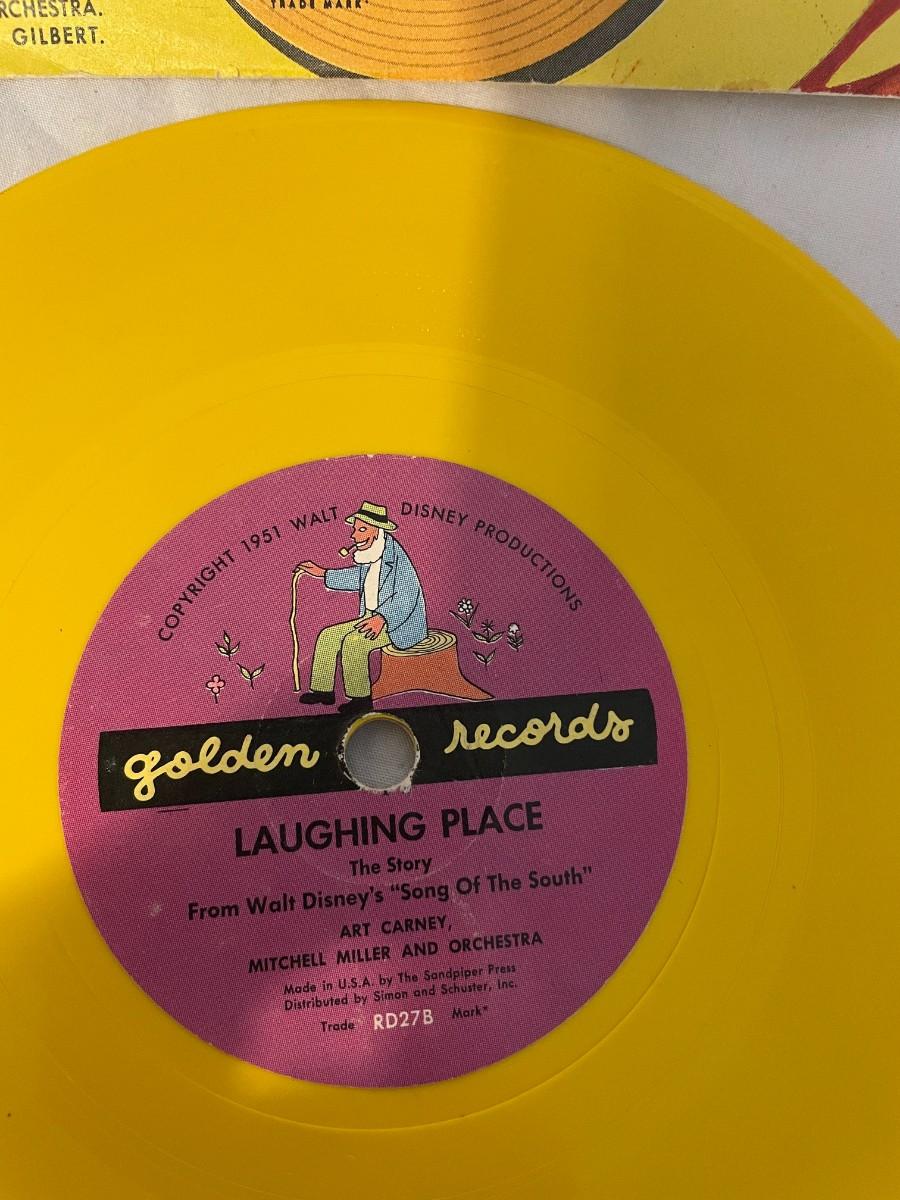 RCHESTRA.
GILBERT.
TRADE MARK·
COPYRIGHT 1951 WALT DISNEY PRODUCTIONS
golden records
LAUGHING PLACE
The Story
From Walt Disney's "Song Of The South"
ART CARNEY,
MITCHELL MILLER AND ORCHESTRA
Made in U.S.A. by The Sandpiper Press
Distributed by Simon and Schuster, Inc.
Trade RD27B Mark*